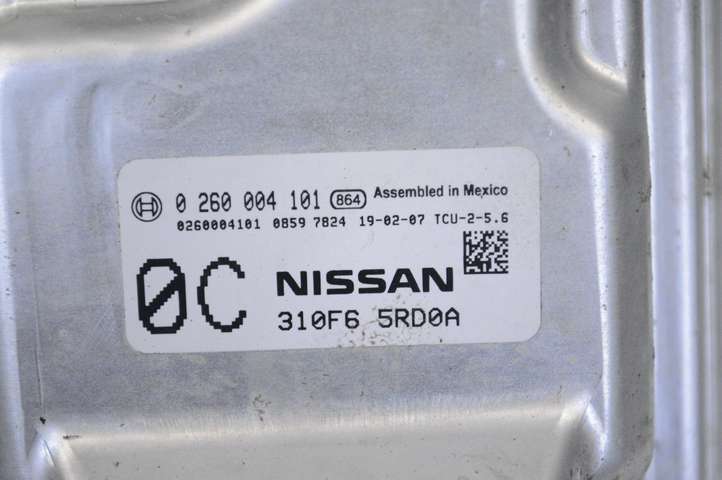 0 260 004 101 864 Assembled in Mexico
0260004101 0859 7824 19-02-07 TCU-2-5.6
0C NISSAN
310F6 5RD0A